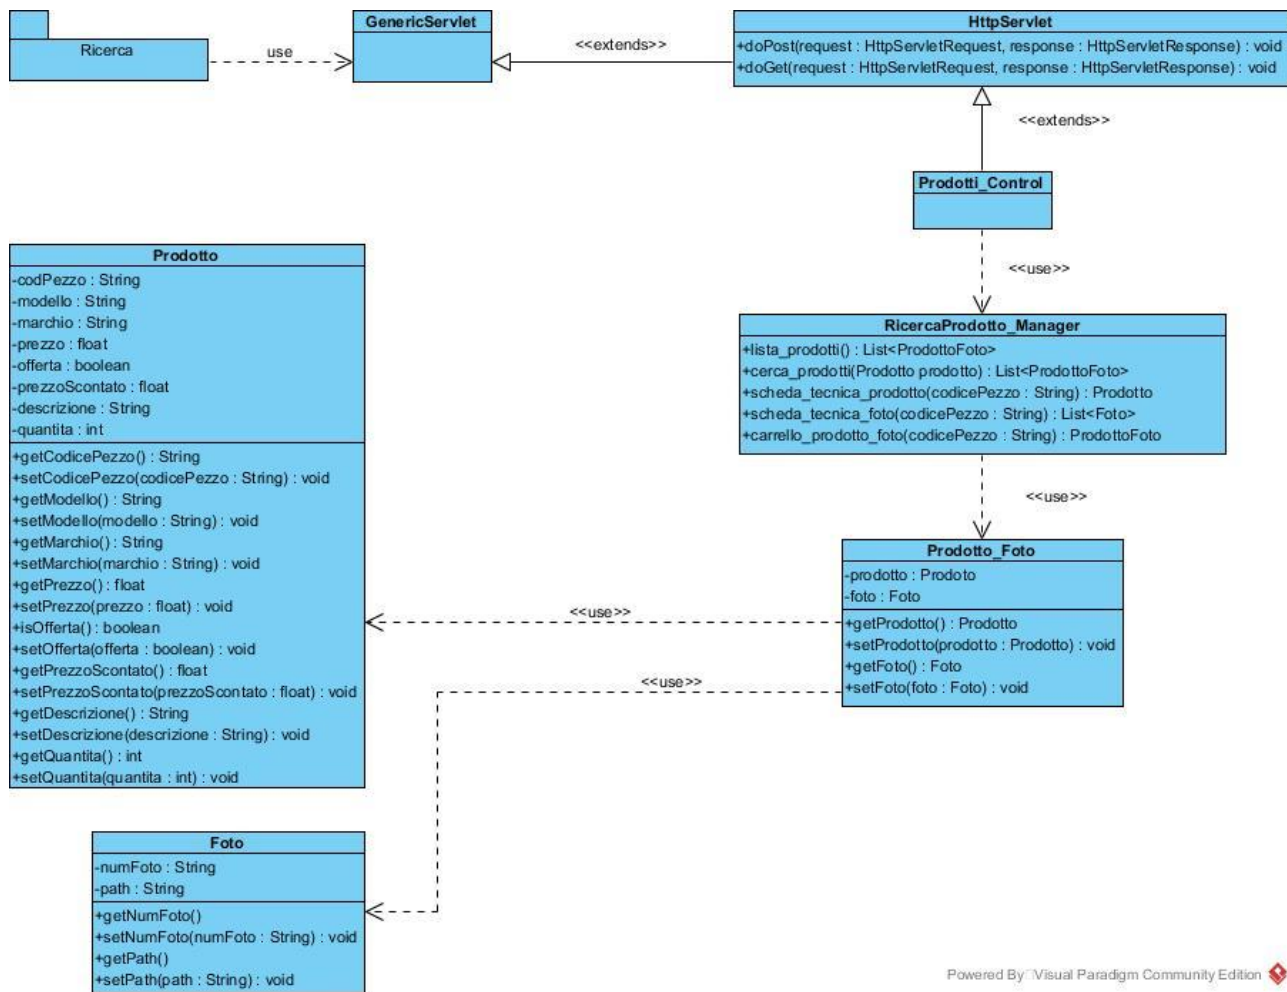 Ricerca
use
GenericServlet
<<extends>>
HttpServlet
+doPost(request : HttpServletRequest, response : HttpServletResponse) : void
+doGet(request : HttpServletRequest, response : HttpServletResponse) : void
<<extends>>
Prodotti_Control
<<use>>
RicercaProdotto_Manager
+lista_prodotti() : List<ProdottoFoto>
+cerca_prodotti(Prodotto prodotto) : List<ProdottoFoto>
+scheda_tecnica_prodotto(codicePezzo : String) : Prodotto
+scheda_tecnica_foto(codicePezzo : String) : List<Foto>
+carrello_prodotto_foto(codicePezzo : String) : ProdottoFoto
<<use>>
Prodotto_Foto
-prodotto : Prodoto
-foto : Foto
+getProdotto() : Prodotto
+setProdotto(prodotto : Prodotto) : void
+getFoto() : Foto
+setFoto(foto : Foto) : void
<<use>>
<<use>>
Prodotto
-codPezzo : String
-modello : String
-marchio : String
-prezzo : float
-offerta : boolean
-prezzoScontato : float
-descrizione : String
-quantita : int
+getCodicePezzo() : String
+setCodicePezzo(codicePezzo : String) : void
+getModello() : String
+setModello(modello : String) : void
+getMarchio() : String
+setMarchio(marchio : String) : void
+getPrezzo() : float
+setPrezzo(prezzo : float) : void
+isOfferta() : boolean
+setOfferta(offerta : boolean) : void
+getPrezzoScontato() : float
+setPrezzoScontato(prezzoScontato : float) : void
+getDescrizione() : String
+setDescrizione(descrizione : String) : void
+getQuantita() : int
+setQuantita(quantita : int) : void
Foto
-numFoto : String
-path : String
+getNumFoto()
+setNumFoto(numFoto : String) : void
+getPath()
+setPath(path : String) : void
Powered By Visual Paradigm Community Edition